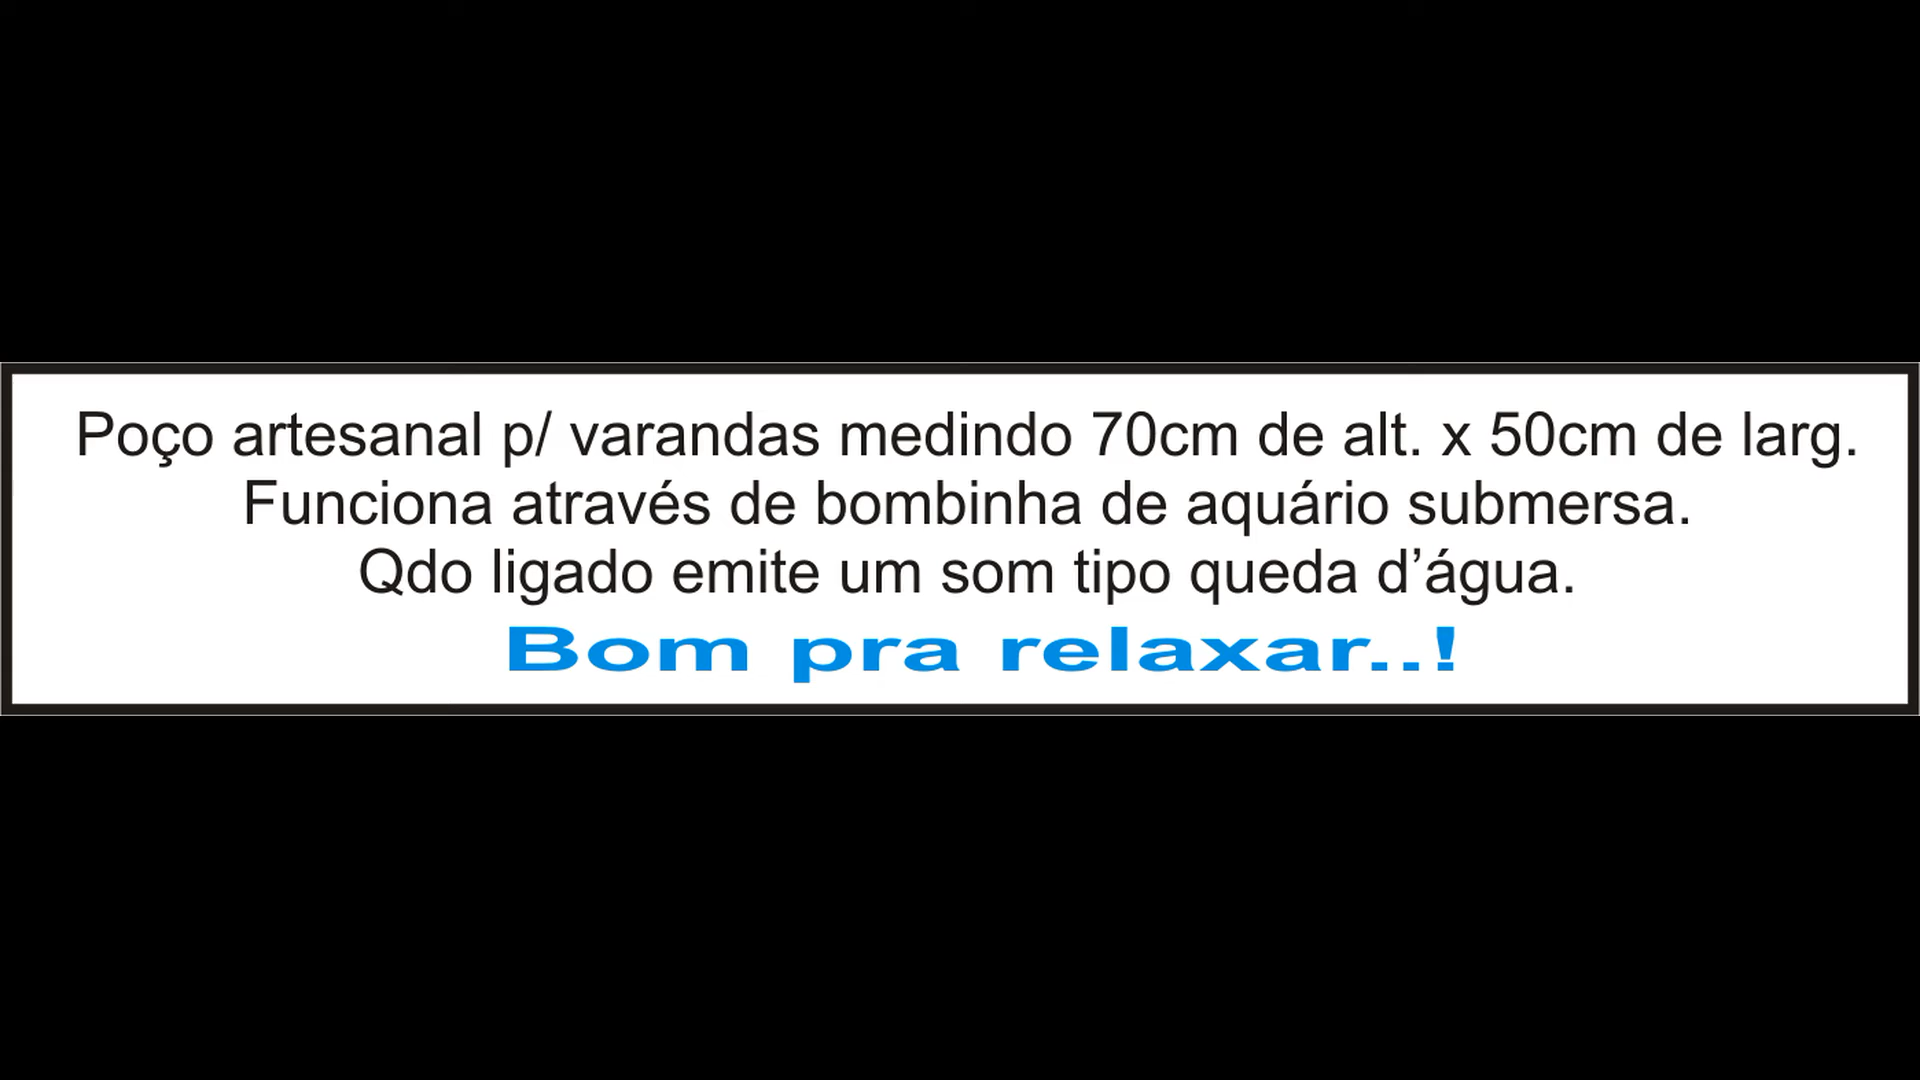 Poço artesanal p/ varandas medindo 70cm de alt. x 50cm de larg.
Funciona através de bombinha de aquário submersa.
Qdo ligado emite um som tipo queda d’água.
Bom pra relaxar..!